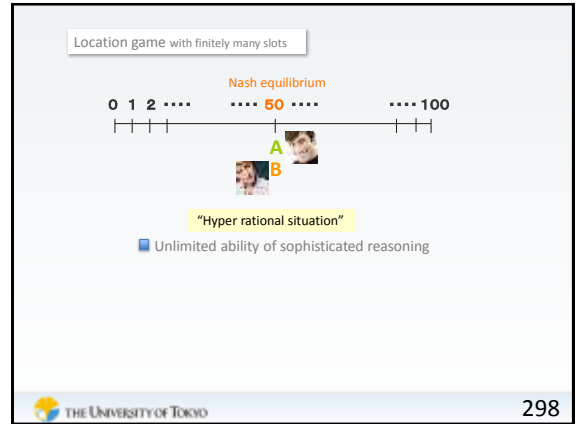 Location game with finitely many slots
Nash equilibrium
0 1 2 ···· ···· 50 ···· ···· 100
A
B
“Hyper rational situation”
Unlimited ability of sophisticated reasoning
THE UNIVERSITY OF TOKYO
298